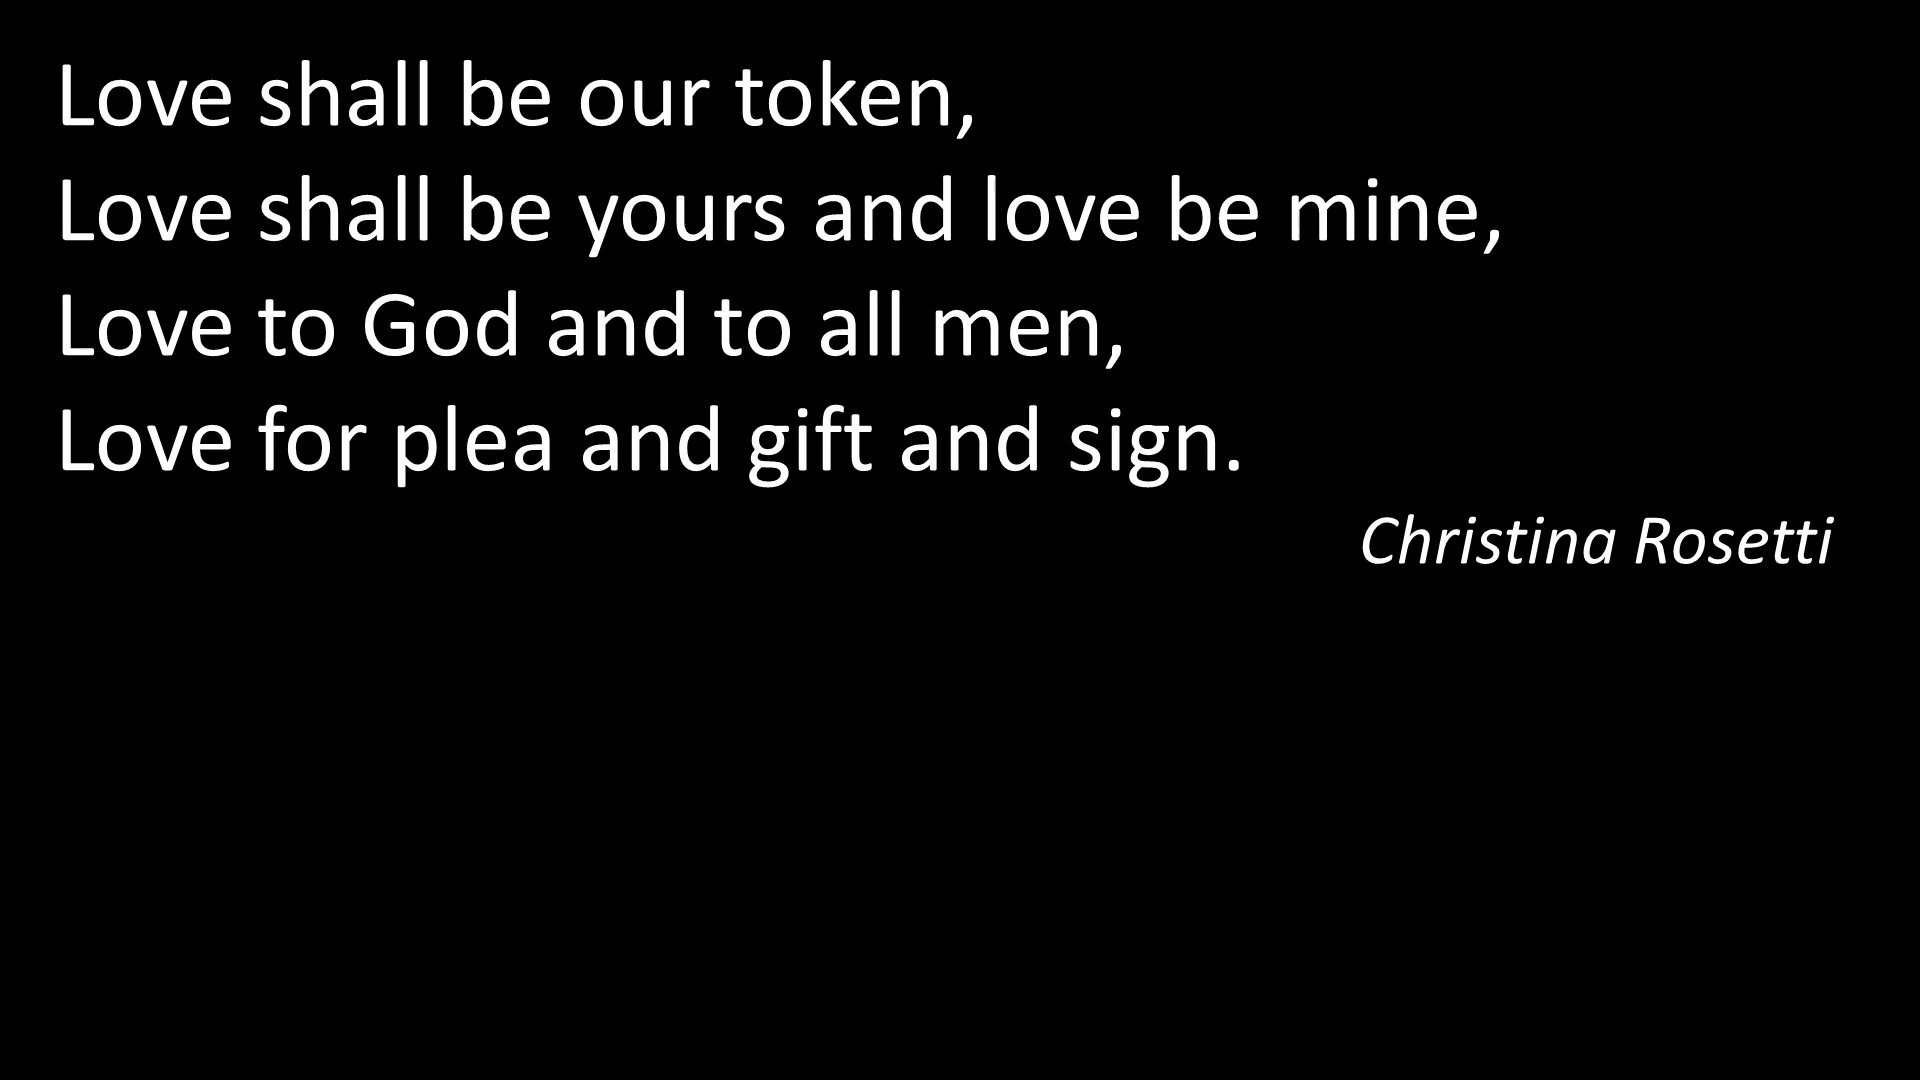 Love shall be our token,
Love shall be yours and love be mine,
Love to God and to all men,
Love for plea and gift and sign.
Christina Rosetti